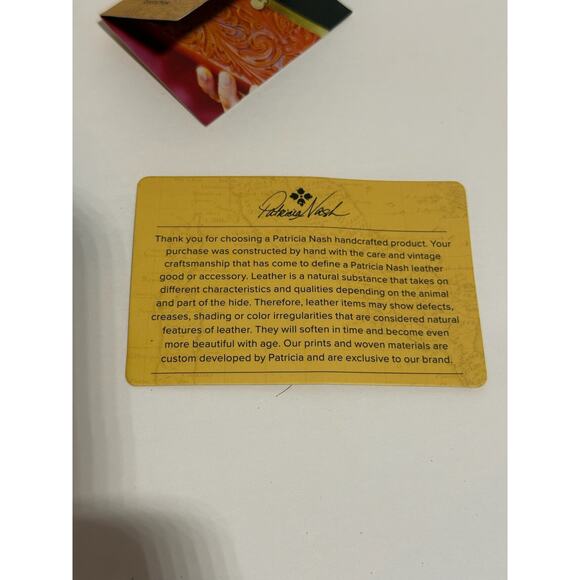 Patricia Nash
Thank you for choosing a Patricia Nash handcrafted product. Your
purchase was constructed by hand with the care and vintage
craftsmanship that has come to define a Patricia Nash leather
good or accessory. Leather is a natural substance that takes on
different characteristics and qualities depending on the animal
and part of the hide. Therefore, leather items may show defects,
creases, shading or color irregularities that are considered natural
features of leather. They will soften in time and become even
more beautiful with age. Our prints and woven materials are
custom developed by Patricia and are exclusive to our brand.